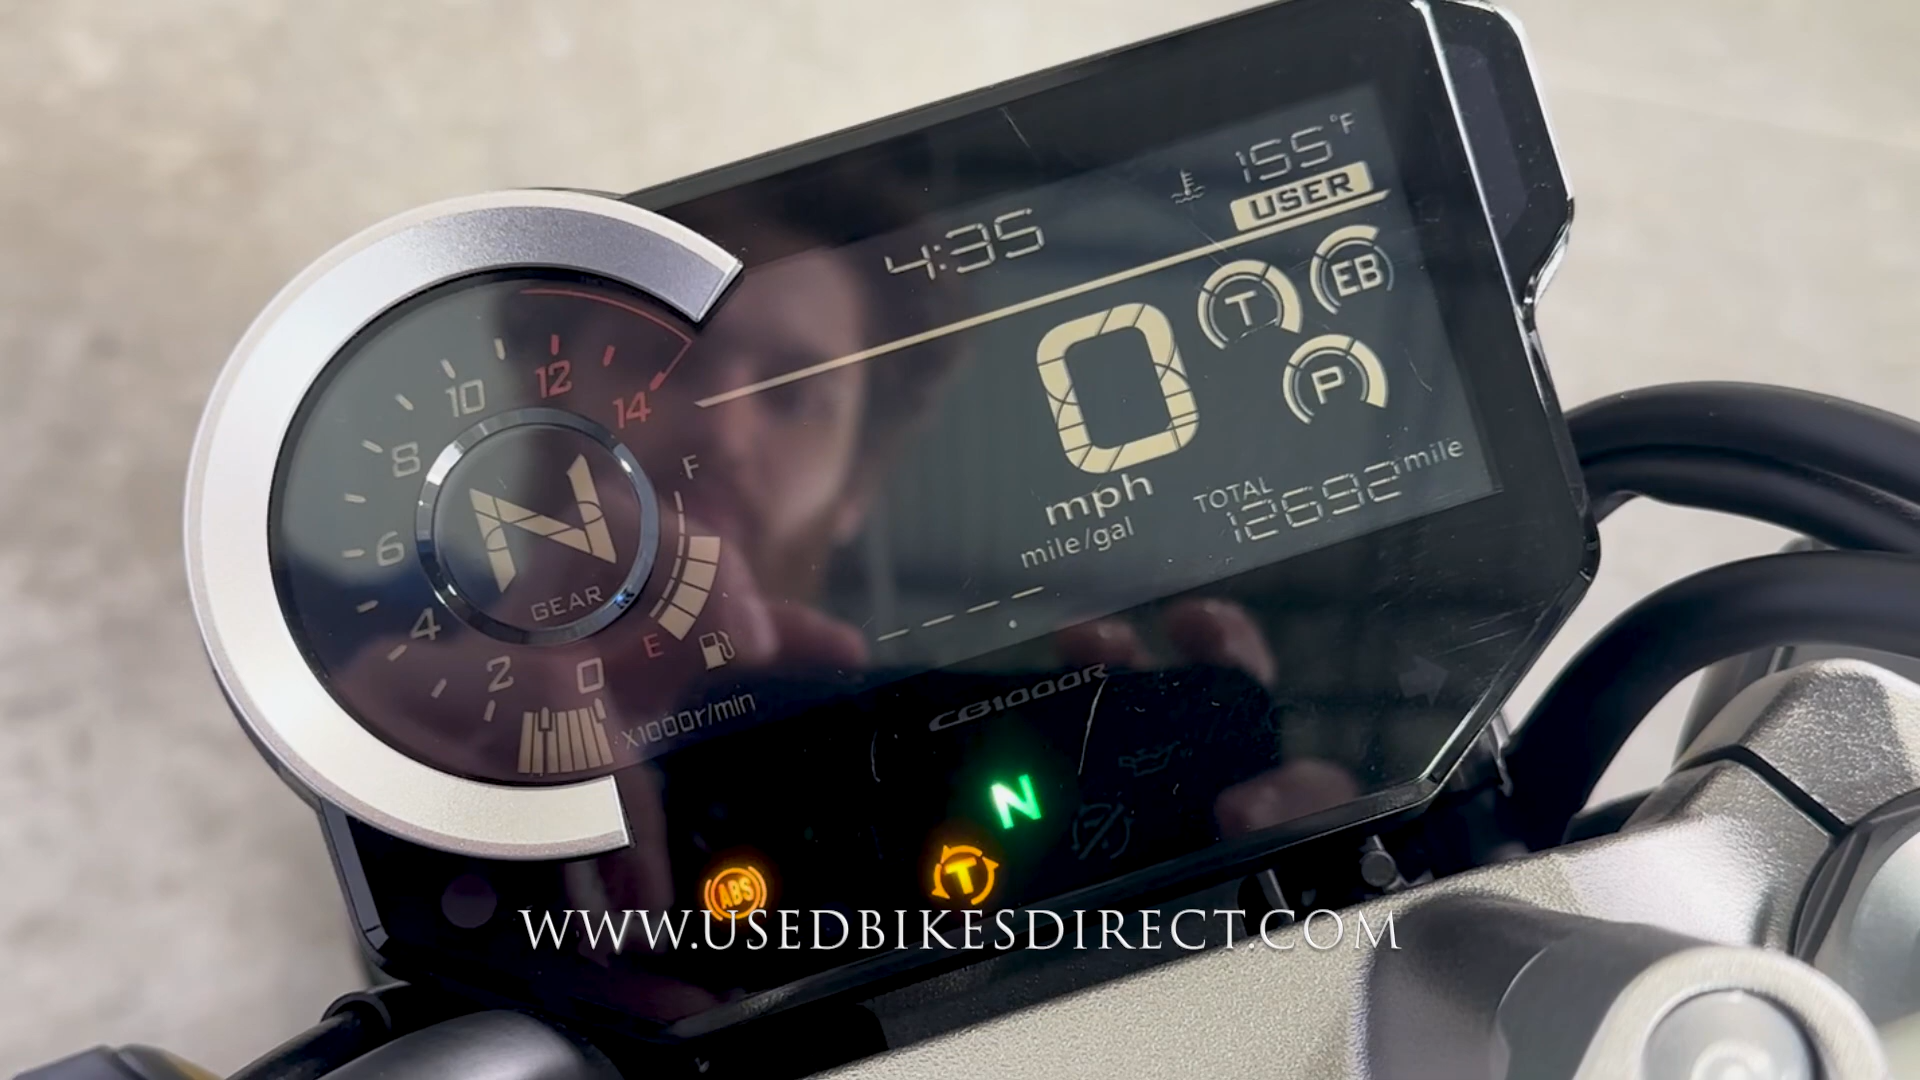 155 °F
USER
4:35
T
EB
0
P
mph
mile/gal
TOTAL
12692 mile
----
14
12
10
8
6
4
2
0
x1000r/min
N
GEAR
F
E
CB1000R
N
ABS
T
WWW.USEDBIKESDIRECT.COM